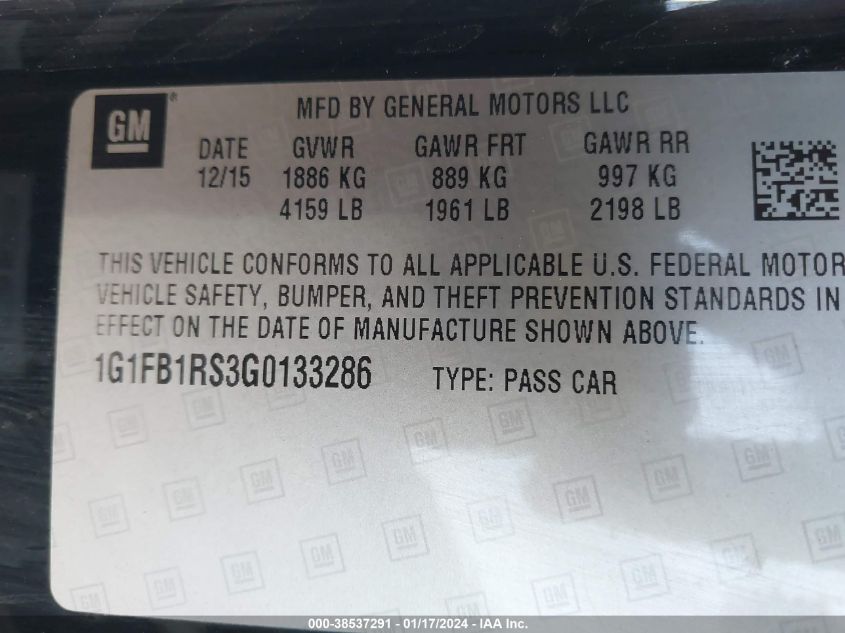 GM®
MFD BY GENERAL MOTORS LLC
DATE GVWR GAWR FRT GAWR RR
12/15 1886 KG 889 KG 997 KG
4159 LB 1961 LB 2198 LB
THIS VEHICLE CONFORMS TO ALL APPLICABLE U.S. FEDERAL MOTOR
VEHICLE SAFETY, BUMPER, AND THEFT PREVENTION STANDARDS IN
EFFECT ON THE DATE OF MANUFACTURE SHOWN ABOVE.
1G1FB1RS3G0133286 TYPE: PASS CAR
000-38537291 - 01/17/2024 - IAA Inc.